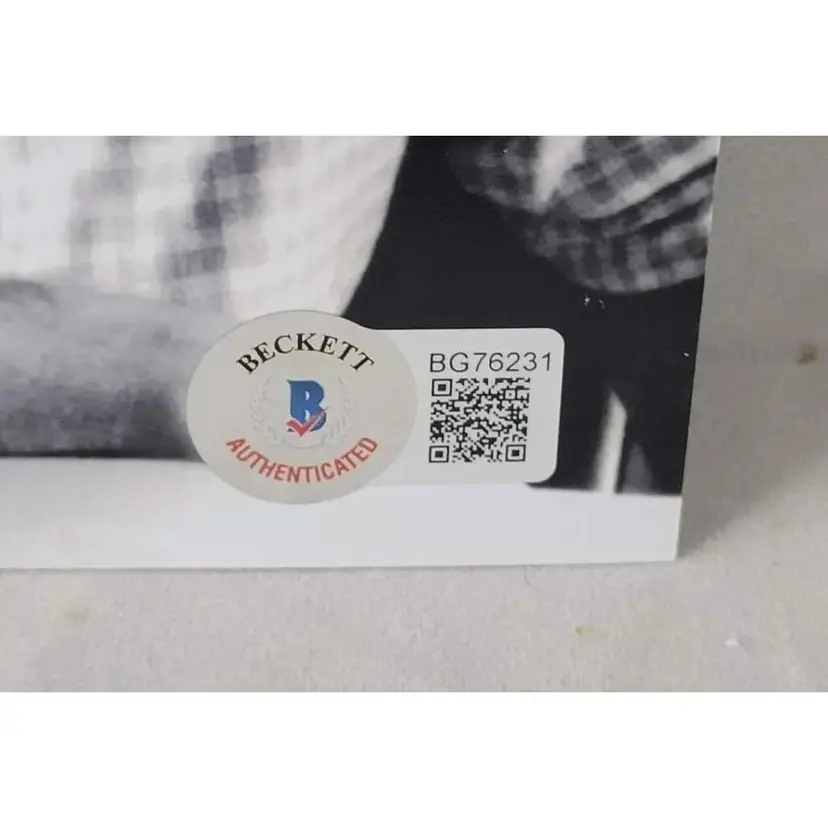 BECKETT
B
AUTHENTICATED
BG76231